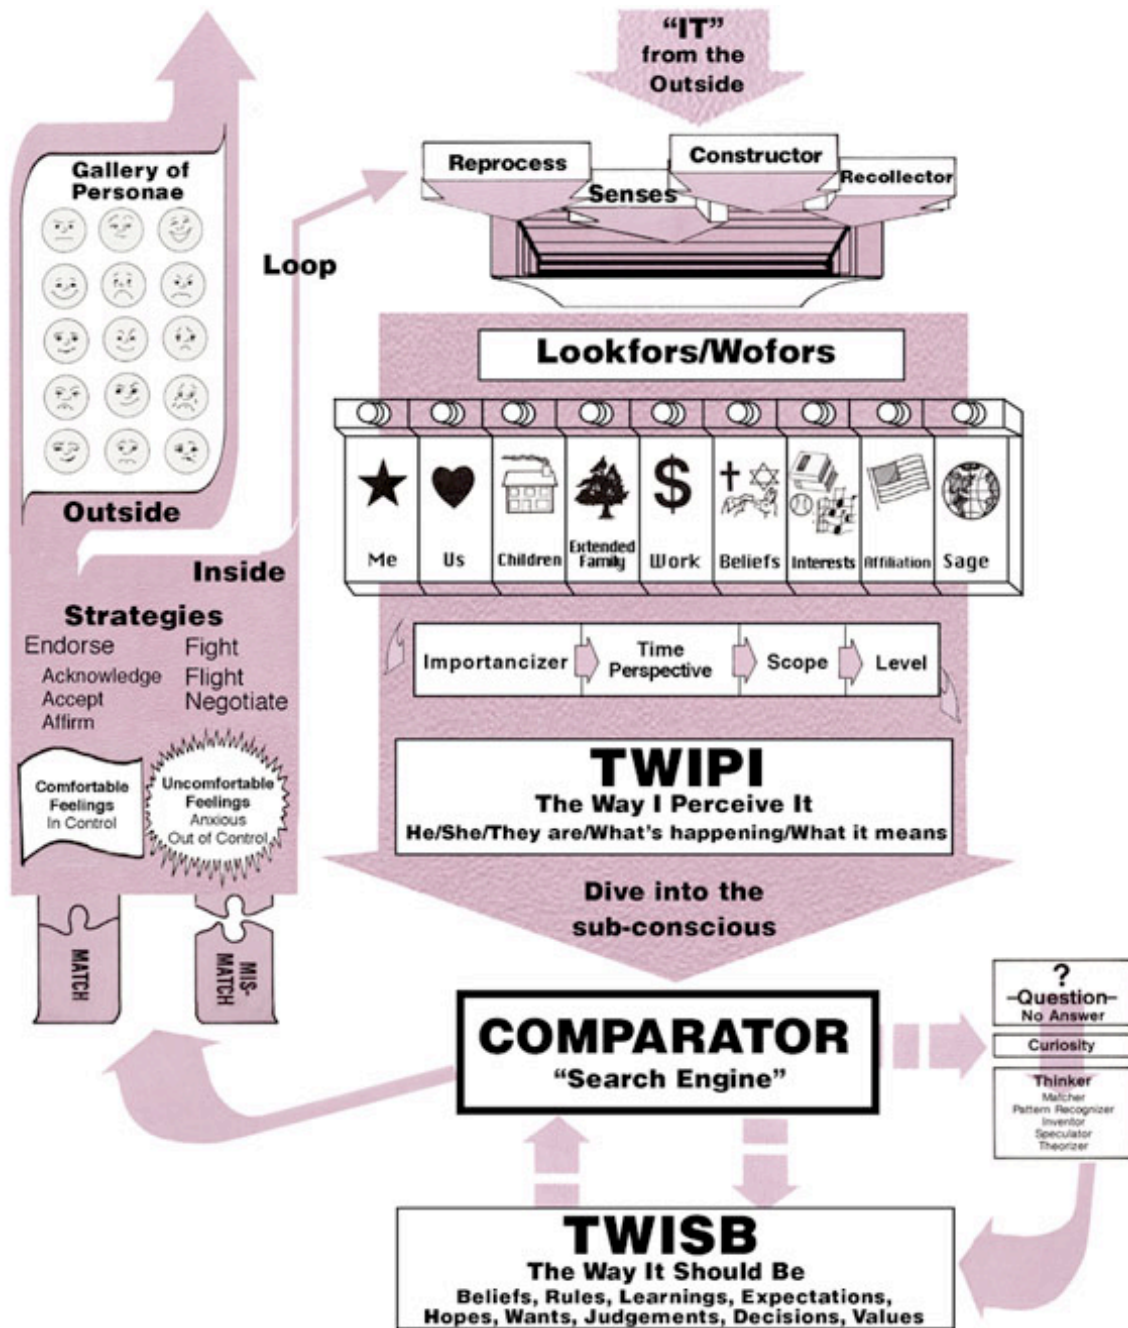 "IT"
from the
Outside
Reprocess
Constructor
Senses
Recollector
Gallery of
Personae
Loop
Lookfors/Wofors
Me
Us
Children
Extended
Family
Work
Beliefs
Interests
Affiliation
Sage
Outside
Inside
Strategies
Endorse
Acknowledge
Accept
Affirm
Fight
Flight
Negotiate
Importancizer
Time
Perspective
Scope
Level
TWIPI
The Way I Perceive It
He/She/They are/What's happening/What it means
Comfortable
Feelings
In Control
Uncomfortable
Feelings
Anxious
Out of Control
Dive into the
sub-conscious
MATCH
MIS-
MATCH
COMPARATOR
"Search Engine"
?
–Question–
No Answer
Curiosity
Thinker
Matcher
Pattern Recognizer
Inventor
Speculator
Theorizer
TWISB
The Way It Should Be
Beliefs, Rules, Learnings, Expectations,
Hopes, Wants, Judgements, Decisions, Values